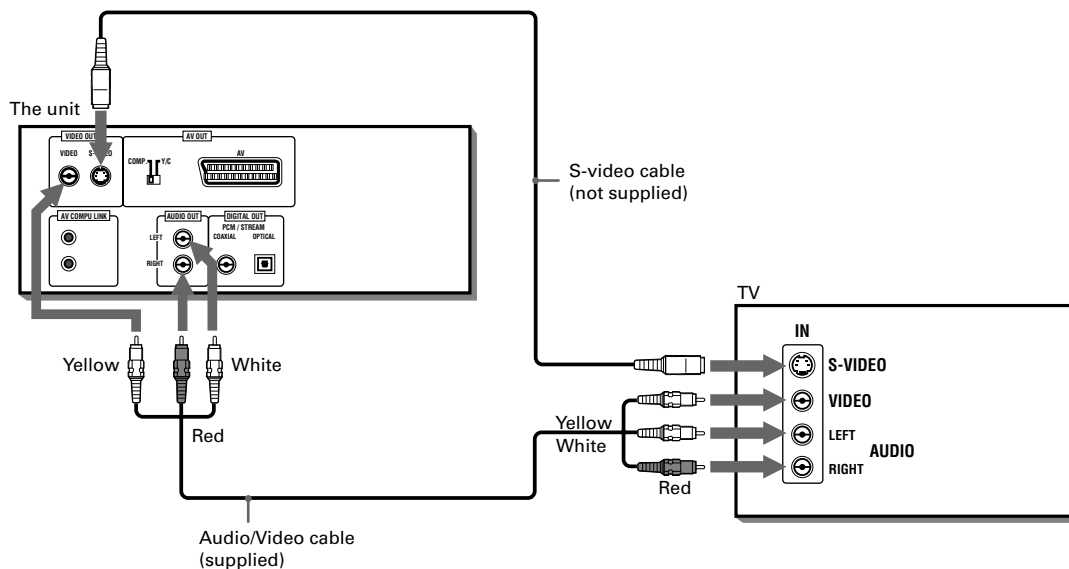 The unit
VIDEO OUT
AV OUT
VIDEO
S-VIDEO
COMP.
Y/C
AV
S-video cable
(not supplied)
AV COMPU LINK
AUDIO OUT
DIGITAL OUT
PCM / STREAM
LEFT
COAXIAL
OPTICAL
RIGHT
TV
IN
Yellow
White
S-VIDEO
VIDEO
Red
Yellow
White
LEFT
AUDIO
RIGHT
Red
Audio/Video cable
(supplied)